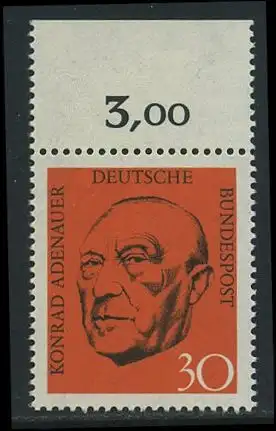 3,00
DEUTSCHE
KONRAD ADENAUER
BUNDESPOST
30